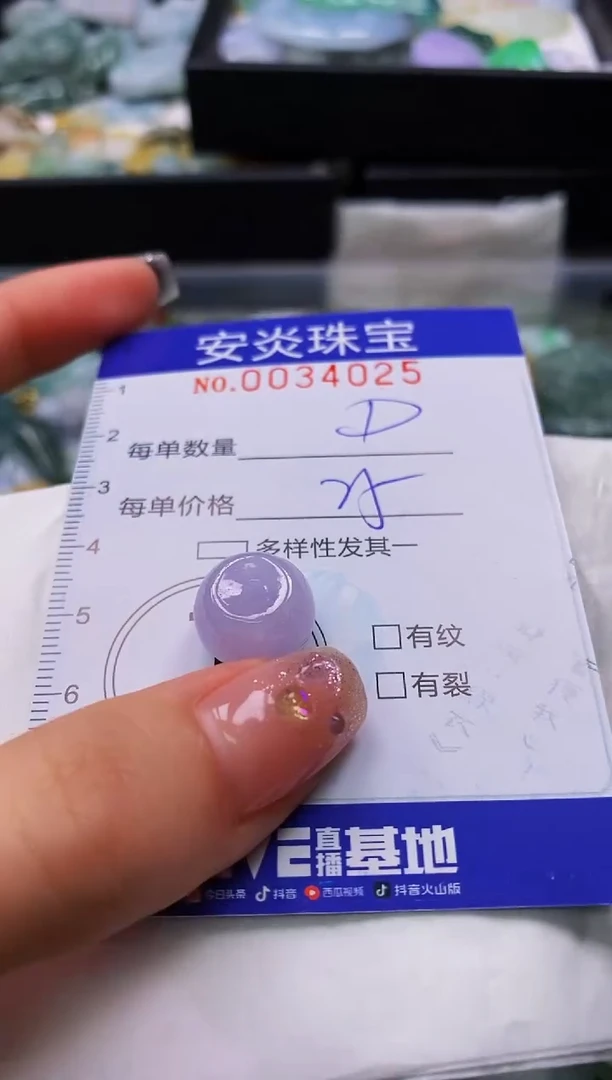 安炎珠宝
NO.0034025
1
2
每单数量 D
3
每单价格
4
多样性发其一
5
有纹
6
有裂
VE直播基地
今日头条 抖音 西瓜视频 抖音火山版